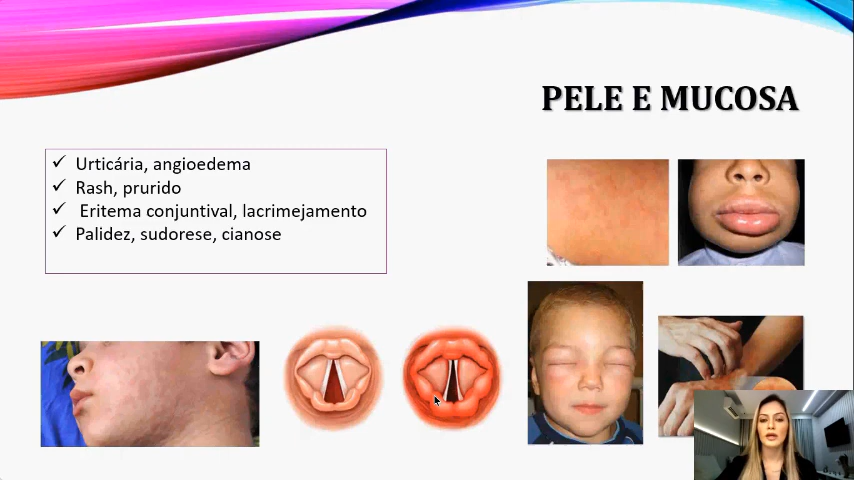 PELE E MUCOSA
✓ Urticária, angioedema
✓ Rash, prurido
✓ Eritema conjuntival, lacrimejamento
✓ Palidez, sudorese, cianose